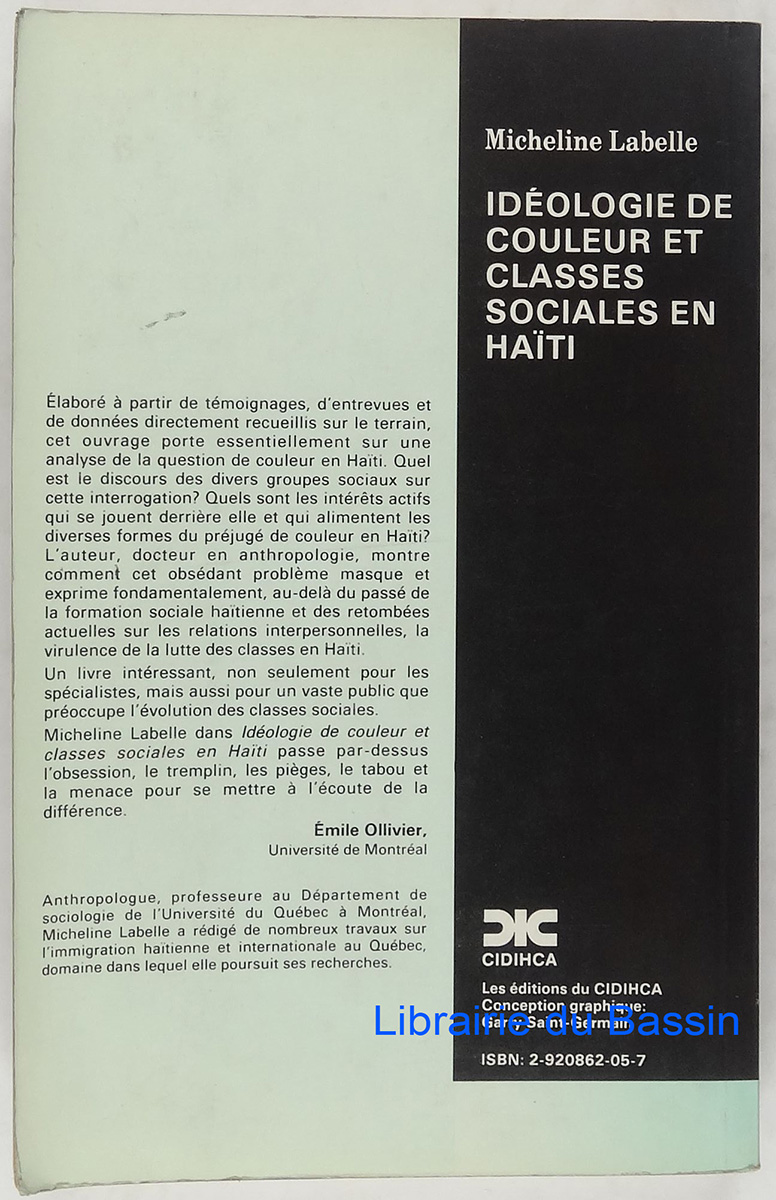 Micheline Labelle
IDÉOLOGIE DE
COULEUR ET
CLASSES
SOCIALES EN
HAÏTI
Élaboré à partir de témoignages, d'entrevues et
de données directement recueillis sur le terrain,
cet ouvrage porte essentiellement sur une
analyse de la question de couleur en Haïti. Quel
est le discours des divers groupes sociaux sur
cette interrogation? Quels sont les intérêts actifs
qui se jouent derrière elle et qui alimentent les
diverses formes du préjugé de couleur en Haïti?
L'auteur, docteur en anthropologie, montre
comment cet obsédant problème masque et
exprime fondamentalement, au-delà du passé de
la formation sociale haïtienne et des retombées
actuelles sur les relations interpersonnelles, la
virulence de la lutte des classes en Haïti.
Un livre intéressant, non seulement pour les
spécialistes, mais aussi pour un vaste public que
préoccupe l'évolution des classes sociales.
Micheline Labelle dans Idéologie de couleur et
classes sociales en Haïti passe par-dessus
l'obsession, le tremplin, les pièges, le tabou et
la menace pour se mettre à l'écoute de la
différence.
Émile Ollivier,
Université de Montréal
Anthropologue, professeure au Département de
sociologie de l'Université du Québec à Montréal,
Micheline Labelle a rédigé de nombreux travaux sur
l'immigration haïtienne et internationale au Québec,
domaine dans lequel elle poursuit ses recherches.
CIDIHCA
Les éditions du CIDIHCA
Conception graphique:
Gary Saint-Germain
Librairie du Bassin
ISBN: 2-920862-05-7